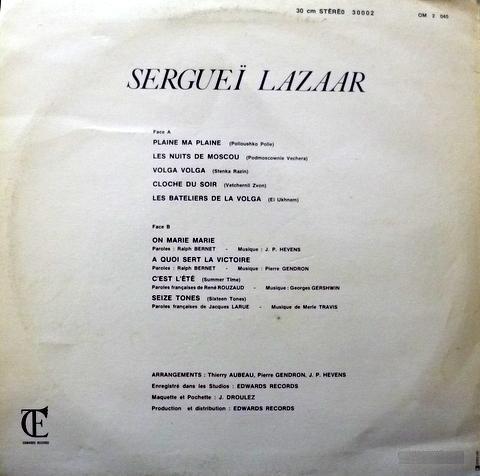 30 cm STÉRÉO 30002
OM 2 045
SERGUEÏ LAZAAR
Face A
PLAINE MA PLAINE (Polloushko Polie)
LES NUITS DE MOSCOU (Podmoscownie Vechera)
VOLGA VOLGA (Stenka Razin)
CLOCHE DU SOIR (Vetchernii Zvon)
LES BATELIERS DE LA VOLGA (Ei Ukhnem)
Face B
ON MARIE MARIE
Paroles : Ralph BERNET - Musique : J. P. HEVENS
A QUOI SERT LA VICTOIRE
Paroles : Ralph BERNET - Musique : Pierre GENDRON
C'EST L'ÉTÉ (Summer Time)
Paroles françaises de René ROUZAUD - Musique : Georges GERSHWIN
SEIZE TONES (Sixteen Tones)
Paroles françaises de Jacques LARUE - Musique de Merle TRAVIS
ARRANGEMENTS : Thierry AUBEAU, Pierre GENDRON, J. P. HEVENS
Enregistré dans les Studios : EDWARDS RECORDS
Maquette et Pochette : J. DROULEZ
Production et distribution : EDWARDS RECORDS
EDWARDS RECORDS